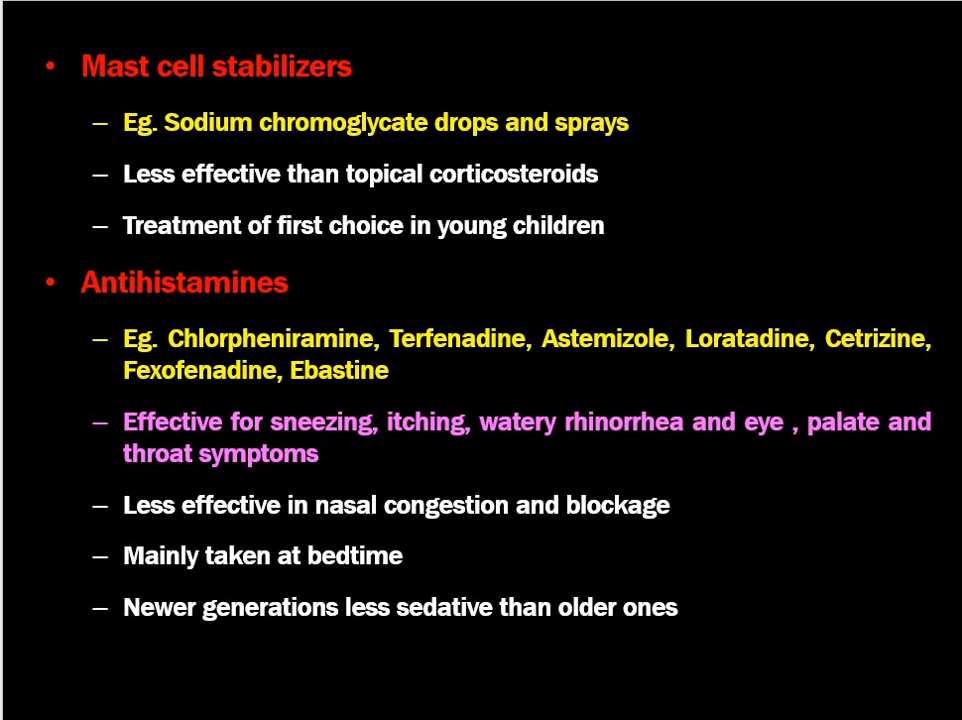 • Mast cell stabilizers
– Eg. Sodium chromoglycate drops and sprays
– Less effective than topical corticosteroids
– Treatment of first choice in young children
• Antihistamines
– Eg. Chlorpheniramine, Terfenadine, Astemizole, Loratadine, Cetrizine,
Fexofenadine, Ebastine
– Effective for sneezing, itching, watery rhinorrhea and eye , palate and
throat symptoms
– Less effective in nasal congestion and blockage
– Mainly taken at bedtime
– Newer generations less sedative than older ones